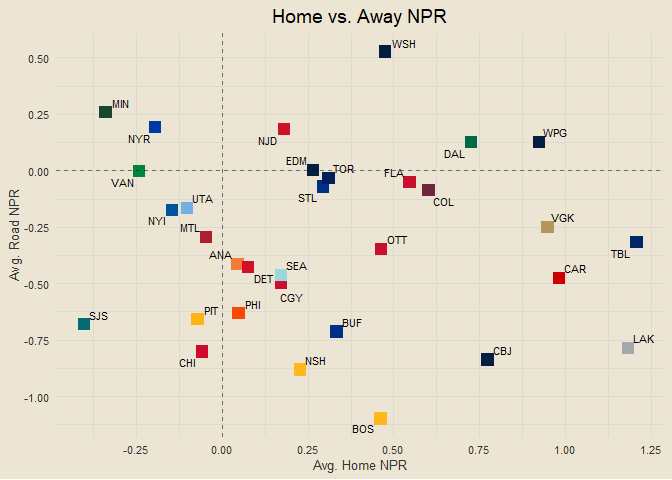 Home vs. Away NPR
WSH
0.50
MIN
0.25
NYR
NJD
WPG
DAL
EDM
TOR
0.00
FLA
VAN
STL
UTA
COL
NYI
VGK
MTL
-0.25
OTT
TBL
ANA
SEA
CAR
DET
-0.50
CGY
PIT
PHI
SJS
BUF
-0.75
LAK
CHI
NSH
CBJ
-1.00
BOS
Avg. Road NPR
-0.25 0.00 0.25 0.50 0.75 1.00 1.25
Avg. Home NPR